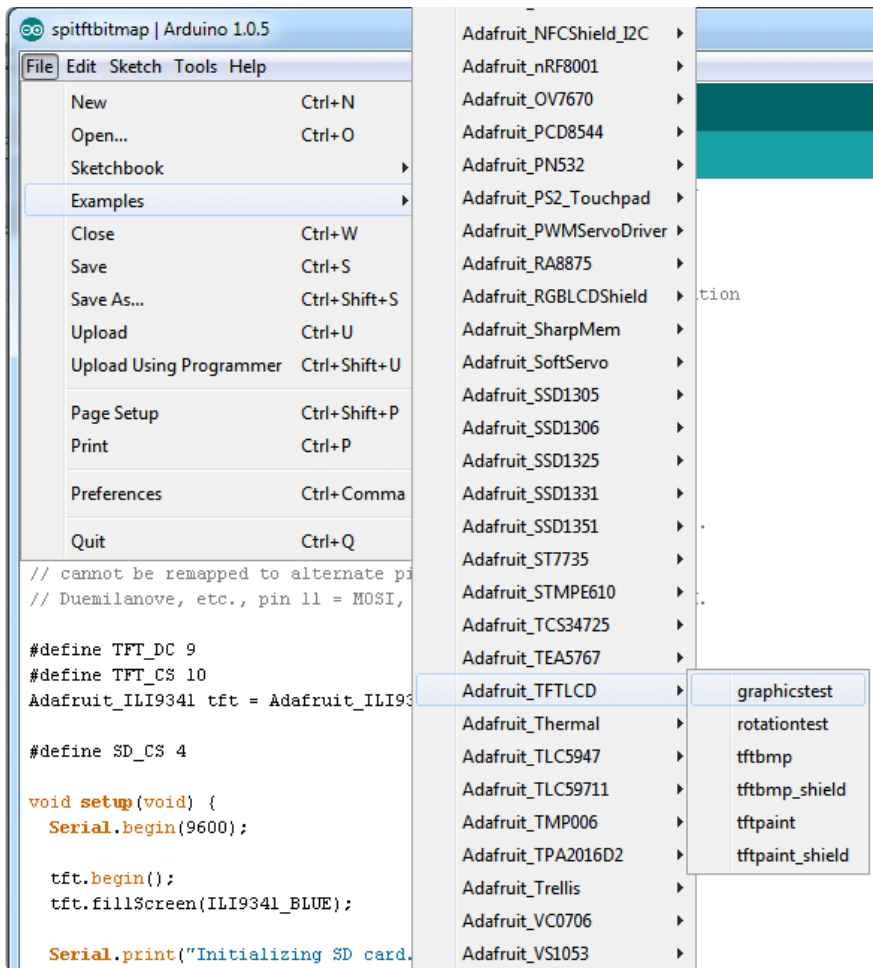 spitftbitmap | Arduino 1.0.5
File Edit Sketch Tools Help
New Ctrl+N
Open... Ctrl+O
Sketchbook
Examples
Close Ctrl+W
Save Ctrl+S
Save As... Ctrl+Shift+S
Upload Ctrl+U
Upload Using Programmer Ctrl+Shift+U
Page Setup Ctrl+Shift+P
Print Ctrl+P
Preferences Ctrl+Comma
Quit Ctrl+Q
Adafruit_NFCShield_I2C
Adafruit_nRF8001
Adafruit_OV7670
Adafruit_PCD8544
Adafruit_PN532
Adafruit_PS2_Touchpad
Adafruit_PWMServoDriver
Adafruit_RA8875
Adafruit_RGBLCDShield
Adafruit_SharpMem
Adafruit_SoftServo
Adafruit_SSD1305
Adafruit_SSD1306
Adafruit_SSD1325
Adafruit_SSD1331
Adafruit_SSD1351
Adafruit_ST7735
Adafruit_STMPE610
Adafruit_TCS34725
Adafruit_TEA5767
Adafruit_TFTLCD
Adafruit_Thermal
Adafruit_TLC5947
Adafruit_TLC59711
Adafruit_TMP006
Adafruit_TPA2016D2
Adafruit_Trellis
Adafruit_VC0706
Adafruit_VS1053
graphicstest
rotationtest
tftbmp
tftbmp_shield
tftpaint
tftpaint_shield
tion
// cannot be remapped to alternate pi
// Duemilanove, etc., pin 11 = MOSI,
#define TFT_DC 9
#define TFT_CS 10
Adafruit_ILI9341 tft = Adafruit_ILI93
#define SD_CS 4
void setup(void) {
Serial.begin(9600);
tft.begin();
tft.fillScreen(ILI9341_BLUE);
Serial.print("Initializing SD card.